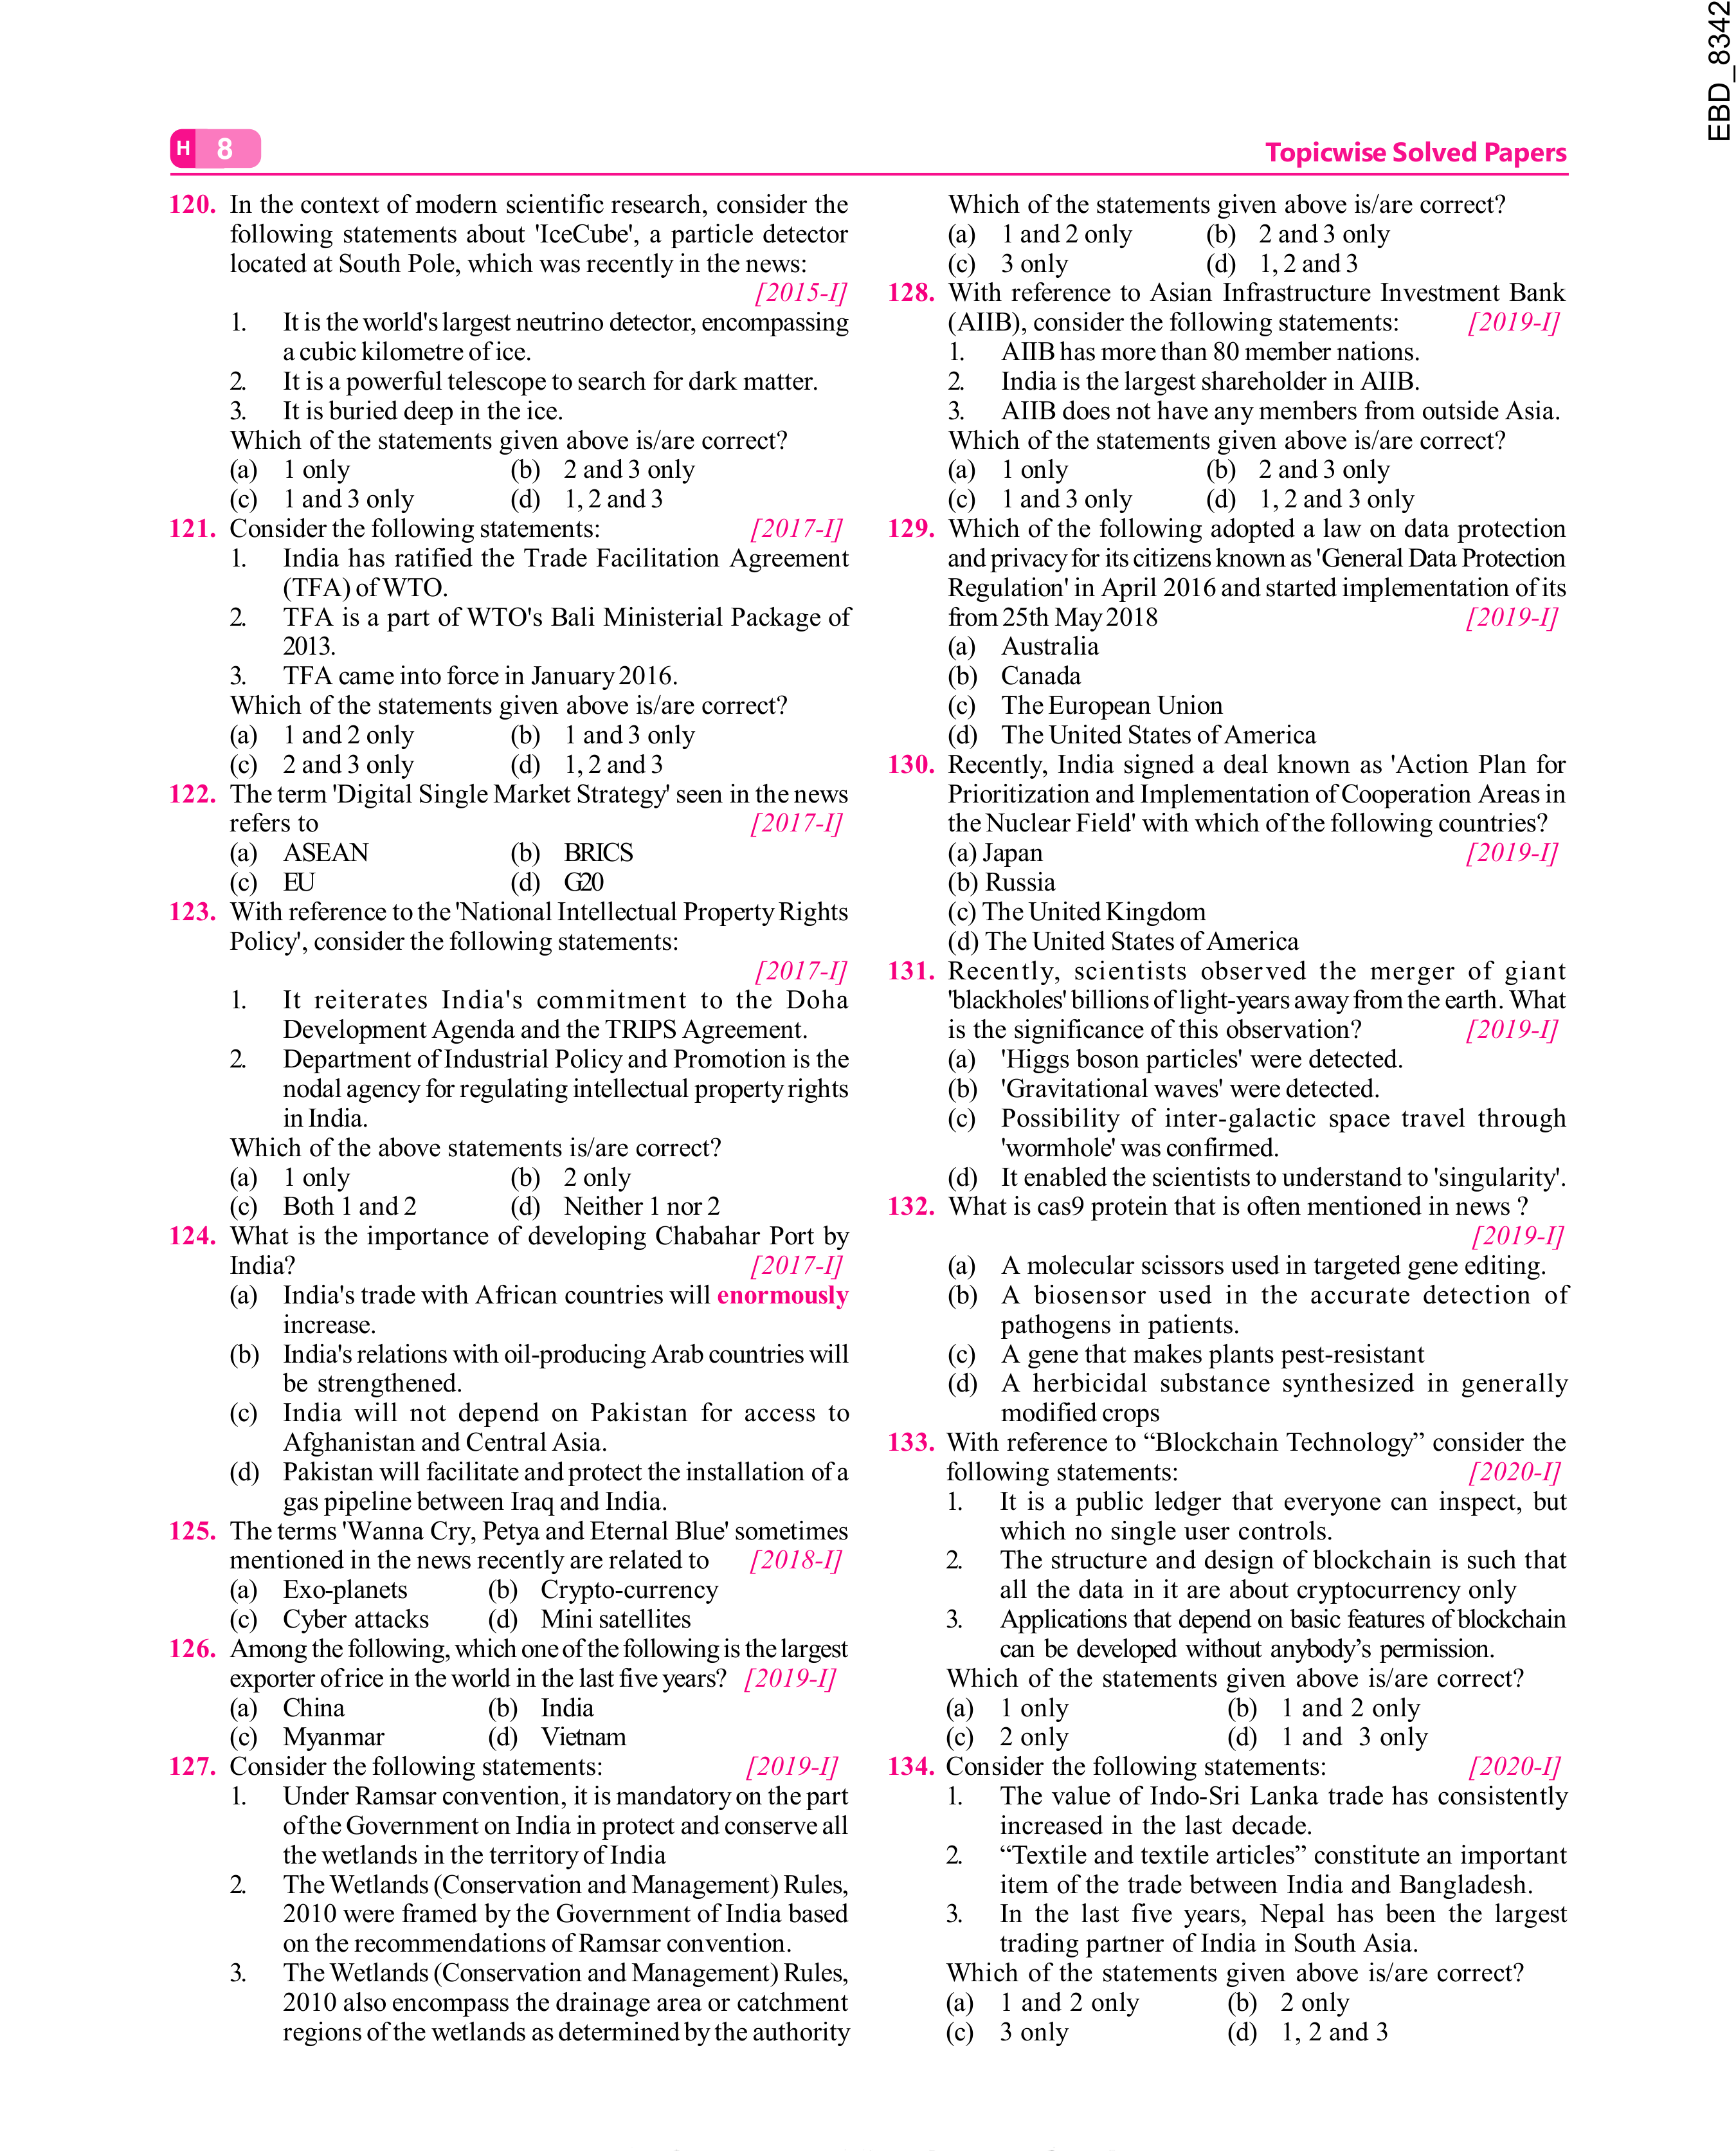 EBD_8342
H 8
Topicwise Solved Papers
120. In the context of modern scientific research, consider the
following statements about 'IceCube', a particle detector
located at South Pole, which was recently in the news:
[2015-I]
1. It is the world's largest neutrino detector, encompassing
a cubic kilometre of ice.
2. It is a powerful telescope to search for dark matter.
3. It is buried deep in the ice.
Which of the statements given above is/are correct?
(a) 1 only (b) 2 and 3 only
(c) 1 and 3 only (d) 1, 2 and 3
121. Consider the following statements: [2017-I]
1. India has ratified the Trade Facilitation Agreement
(TFA) of WTO.
2. TFA is a part of WTO's Bali Ministerial Package of
2013.
3. TFA came into force in January 2016.
Which of the statements given above is/are correct?
(a) 1 and 2 only (b) 1 and 3 only
(c) 2 and 3 only (d) 1, 2 and 3
122. The term 'Digital Single Market Strategy' seen in the news
refers to [2017-I]
(a) ASEAN (b) BRICS
(c) EU (d) G20
123. With reference to the 'National Intellectual Property Rights
Policy', consider the following statements:
[2017-I]
1. It reiterates India's commitment to the Doha
Development Agenda and the TRIPS Agreement.
2. Department of Industrial Policy and Promotion is the
nodal agency for regulating intellectual property rights
in India.
Which of the above statements is/are correct?
(a) 1 only (b) 2 only
(c) Both 1 and 2 (d) Neither 1 nor 2
124. What is the importance of developing Chabahar Port by
India? [2017-I]
(a) India's trade with African countries will enormously
increase.
(b) India's relations with oil-producing Arab countries will
be strengthened.
(c) India will not depend on Pakistan for access to
Afghanistan and Central Asia.
(d) Pakistan will facilitate and protect the installation of a
gas pipeline between Iraq and India.
125. The terms 'Wanna Cry, Petya and Eternal Blue' sometimes
mentioned in the news recently are related to [2018-I]
(a) Exo-planets (b) Crypto-currency
(c) Cyber attacks (d) Mini satellites
126. Among the following, which one of the following is the largest
exporter of rice in the world in the last five years? [2019-I]
(a) China (b) India
(c) Myanmar (d) Vietnam
127. Consider the following statements: [2019-I]
1. Under Ramsar convention, it is mandatory on the part
of the Government on India in protect and conserve all
the wetlands in the territory of India
2. The Wetlands (Conservation and Management) Rules,
2010 were framed by the Government of India based
on the recommendations of Ramsar convention.
3. The Wetlands (Conservation and Management) Rules,
2010 also encompass the drainage area or catchment
regions of the wetlands as determined by the authority
Which of the statements given above is/are correct?
(a) 1 and 2 only (b) 2 and 3 only
(c) 3 only (d) 1, 2 and 3
128. With reference to Asian Infrastructure Investment Bank
(AIIB), consider the following statements: [2019-I]
1. AIIB has more than 80 member nations.
2. India is the largest shareholder in AIIB.
3. AIIB does not have any members from outside Asia.
Which of the statements given above is/are correct?
(a) 1 only (b) 2 and 3 only
(c) 1 and 3 only (d) 1, 2 and 3 only
129. Which of the following adopted a law on data protection
and privacy for its citizens known as 'General Data Protection
Regulation' in April 2016 and started implementation of its
from 25th May 2018 [2019-I]
(a) Australia
(b) Canada
(c) The European Union
(d) The United States of America
130. Recently, India signed a deal known as 'Action Plan for
Prioritization and Implementation of Cooperation Areas in
the Nuclear Field' with which of the following countries?
(a) Japan [2019-I]
(b) Russia
(c) The United Kingdom
(d) The United States of America
131. Recently, scientists observed the merger of giant
'blackholes' billions of light-years away from the earth. What
is the significance of this observation? [2019-I]
(a) 'Higgs boson particles' were detected.
(b) 'Gravitational waves' were detected.
(c) Possibility of inter-galactic space travel through
'wormhole' was confirmed.
(d) It enabled the scientists to understand to 'singularity'.
132. What is cas9 protein that is often mentioned in news ?
[2019-I]
(a) A molecular scissors used in targeted gene editing.
(b) A biosensor used in the accurate detection of
pathogens in patients.
(c) A gene that makes plants pest-resistant
(d) A herbicidal substance synthesized in generally
modified crops
133. With reference to “Blockchain Technology” consider the
following statements: [2020-I]
1. It is a public ledger that everyone can inspect, but
which no single user controls.
2. The structure and design of blockchain is such that
all the data in it are about cryptocurrency only
3. Applications that depend on basic features of blockchain
can be developed without anybody’s permission.
Which of the statements given above is/are correct?
(a) 1 only (b) 1 and 2 only
(c) 2 only (d) 1 and 3 only
134. Consider the following statements: [2020-I]
1. The value of Indo-Sri Lanka trade has consistently
increased in the last decade.
2. “Textile and textile articles” constitute an important
item of the trade between India and Bangladesh.
3. In the last five years, Nepal has been the largest
trading partner of India in South Asia.
Which of the statements given above is/are correct?
(a) 1 and 2 only (b) 2 only
(c) 3 only (d) 1, 2 and 3